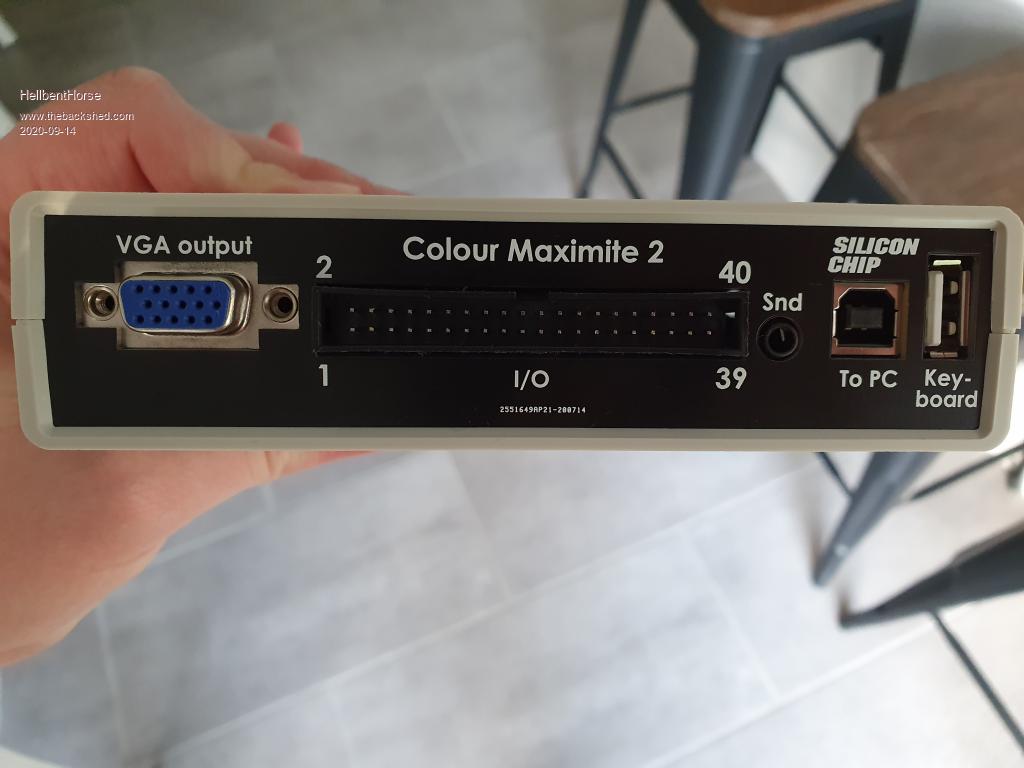 HellbentHorse
www.thebackshed.com
2020-09-14
VGA output
Colour Maximite 2
SILICON
CHIP
2
40
Snd
1
I/O
39
To PC
Key-
board
2551649AP21-200714